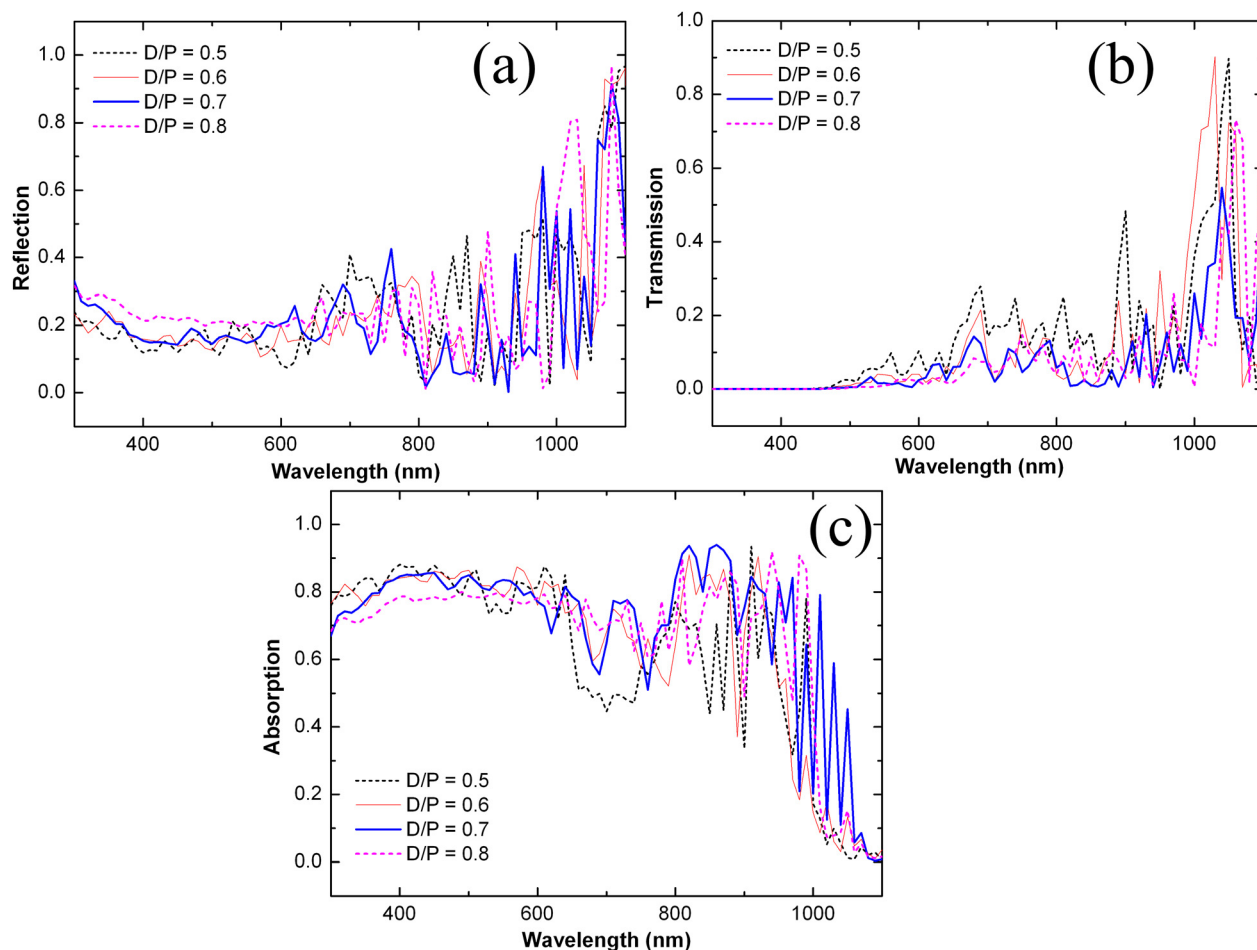 (a)
D/P = 0.5
D/P = 0.6
D/P = 0.7
D/P = 0.8
Reflection
1.0
0.8
0.6
0.4
0.2
0.0
400 600 800 1000
Wavelength (nm)
(b)
D/P = 0.5
D/P = 0.6
D/P = 0.7
D/P = 0.8
Transmission
1.0
0.8
0.6
0.4
0.2
0.0
400 600 800 1000
Wavelength (nm)
(c)
Absorption
1.0
0.8
0.6
0.4
0.2
0.0
D/P = 0.5
D/P = 0.6
D/P = 0.7
D/P = 0.8
400 600 800 1000
Wavelength (nm)